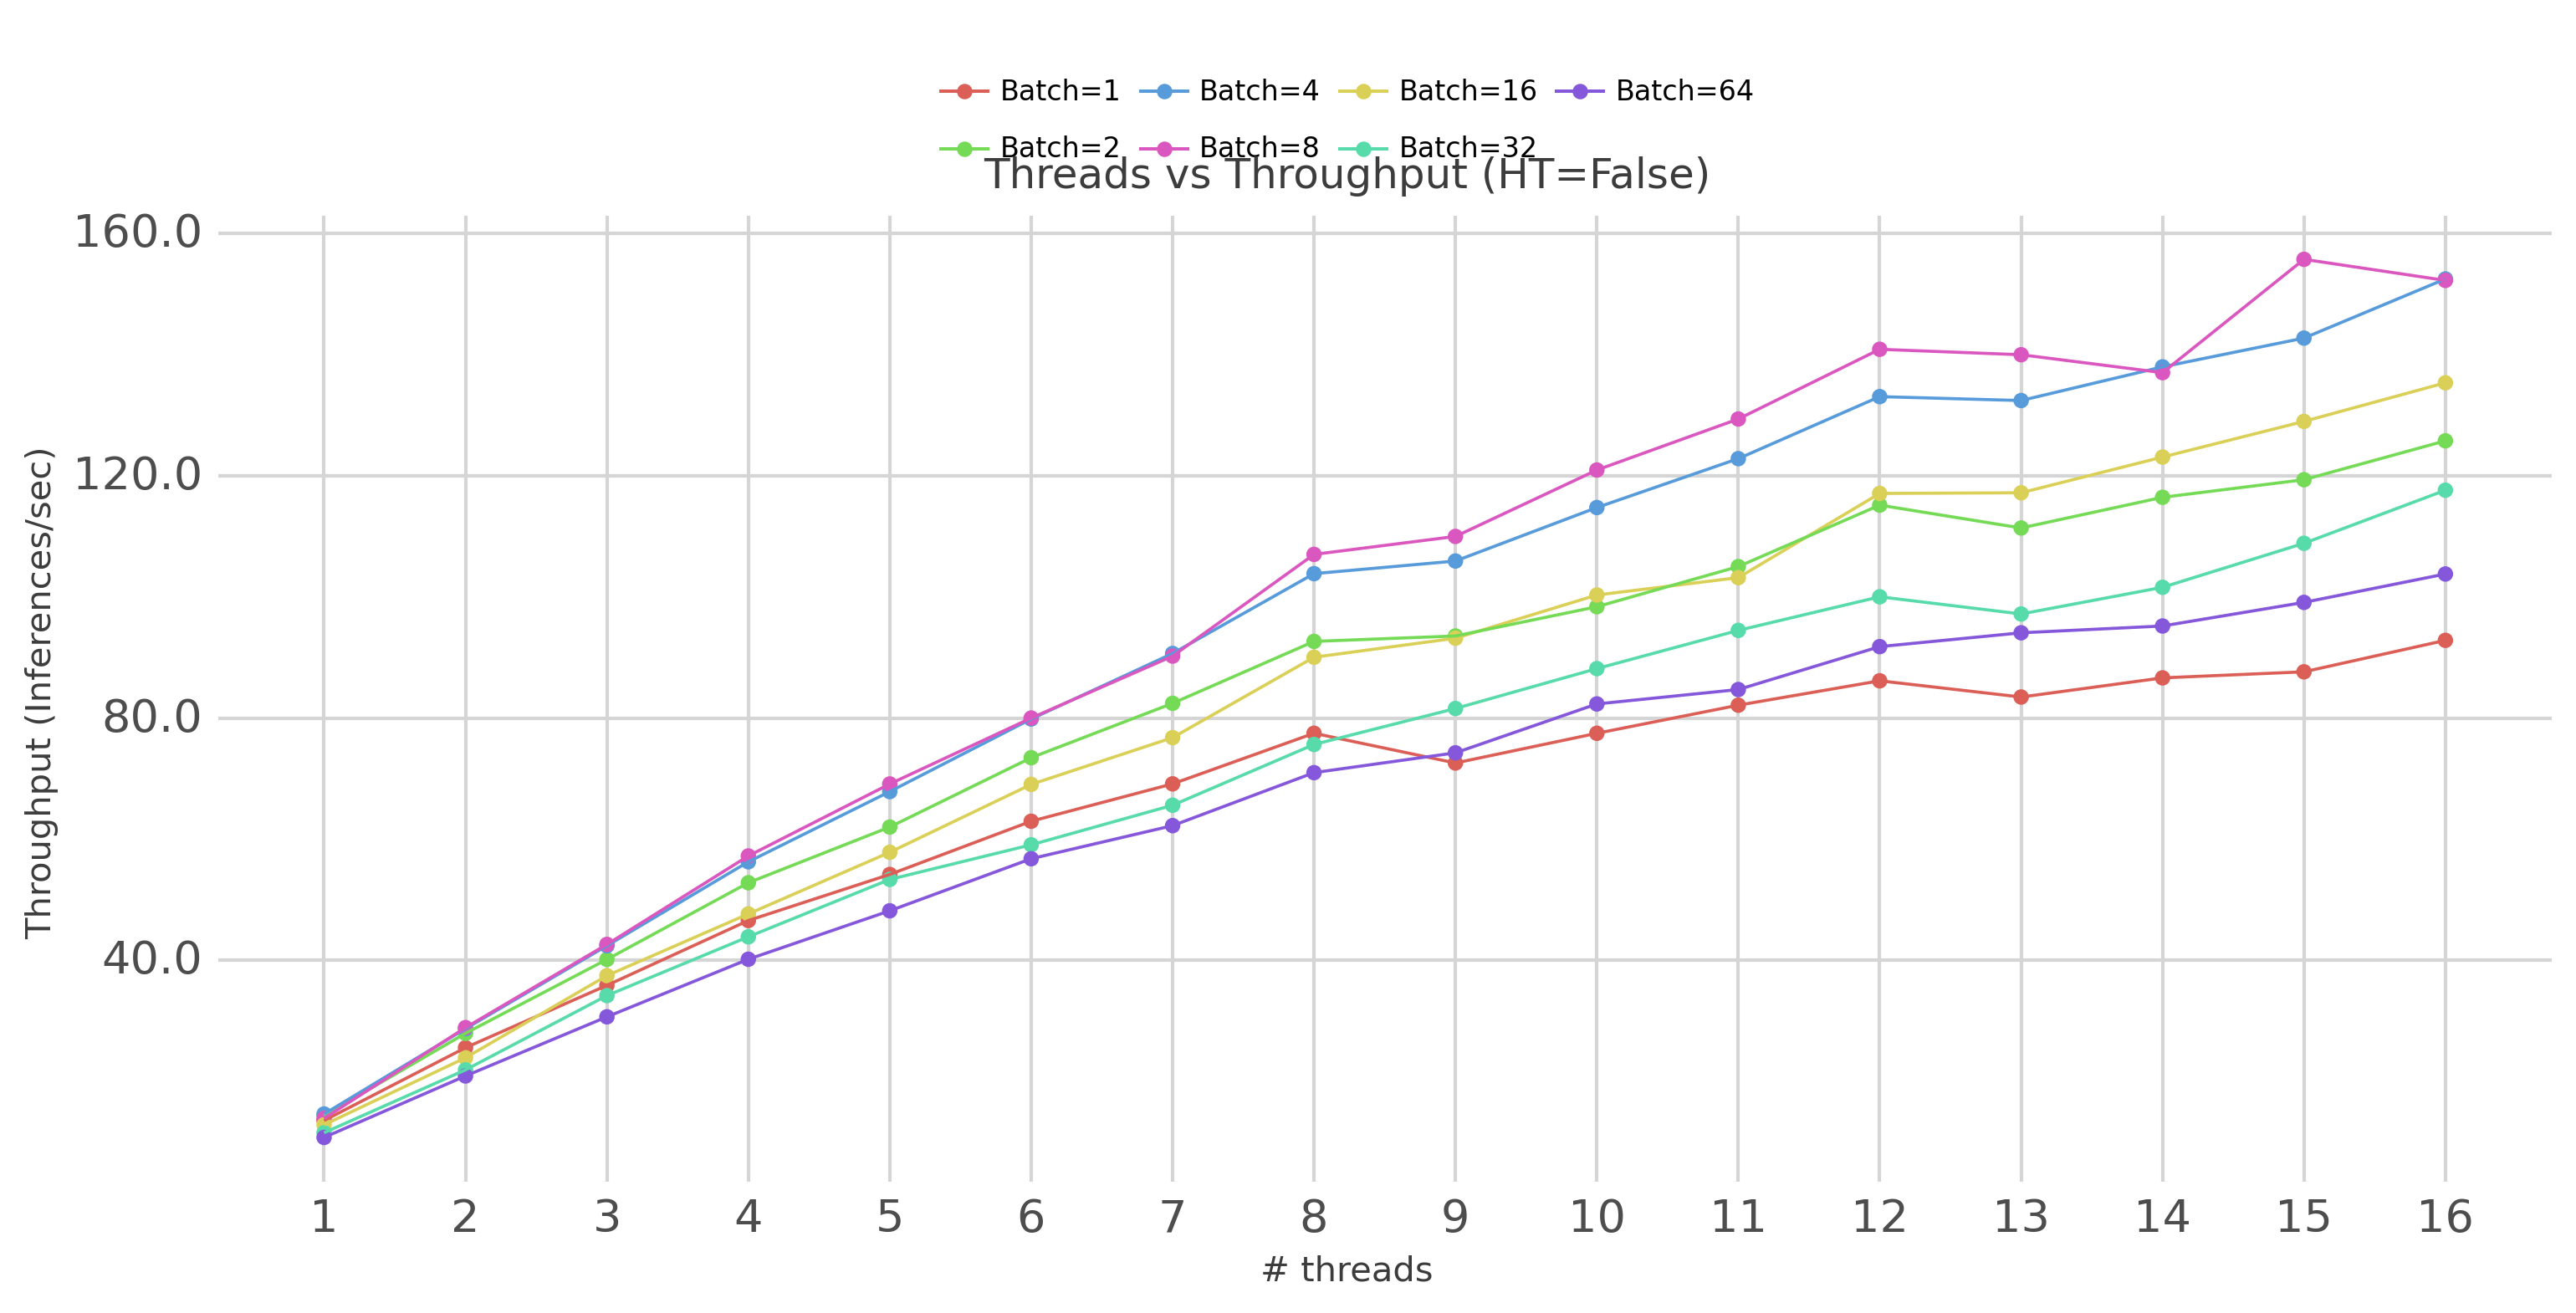 Batch=1 Batch=4 Batch=16 Batch=64
Batch=2 Batch=8 Batch=32
Threads vs Throughput (HT=False)
160.0
120.0
80.0
40.0
Throughput (Inferences/sec)
1 2 3 4 5 6 7 8 9 10 11 12 13 14 15 16
# threads